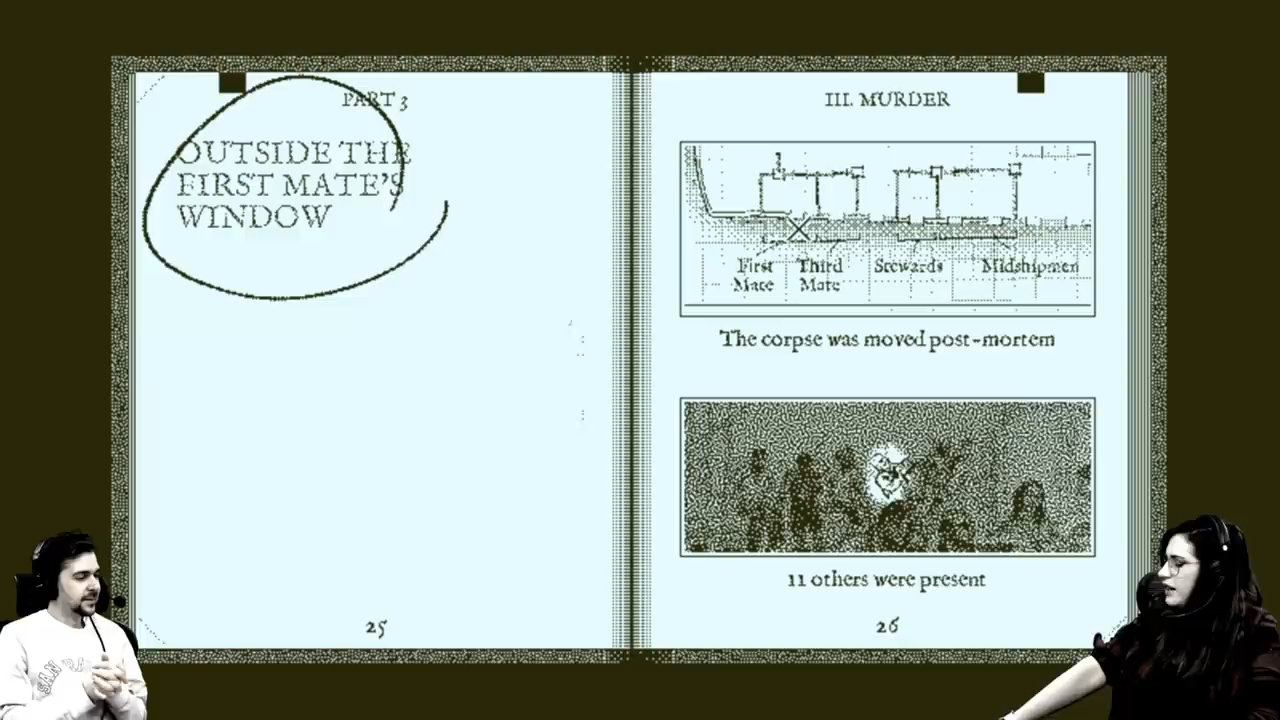 PART 3
OUTSIDE THE
FIRST MATE'S
WINDOW
25
III. MURDER
First
Mate
Third
Mate
Stewards
Midshipmen
The corpse was moved post-mortem
11 others were present
26
SAN